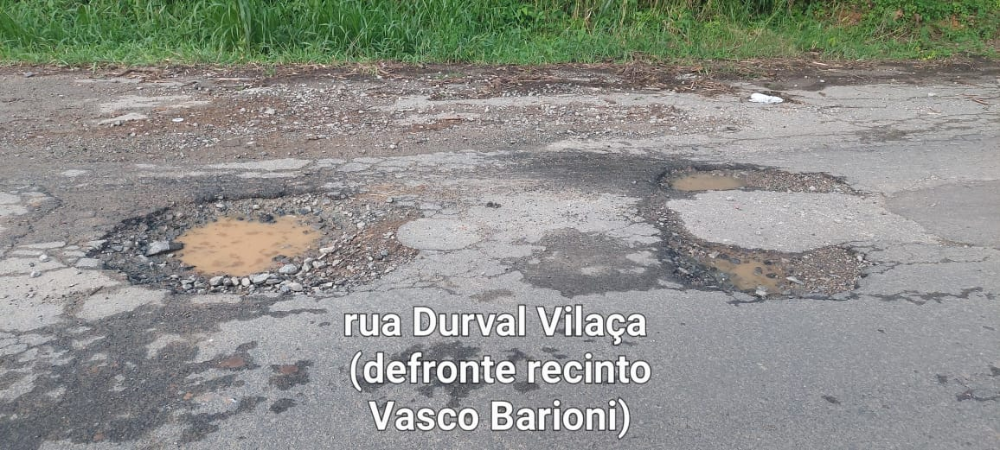 rua Durval Vilaça
(defronte recinto
Vasco Barioni)